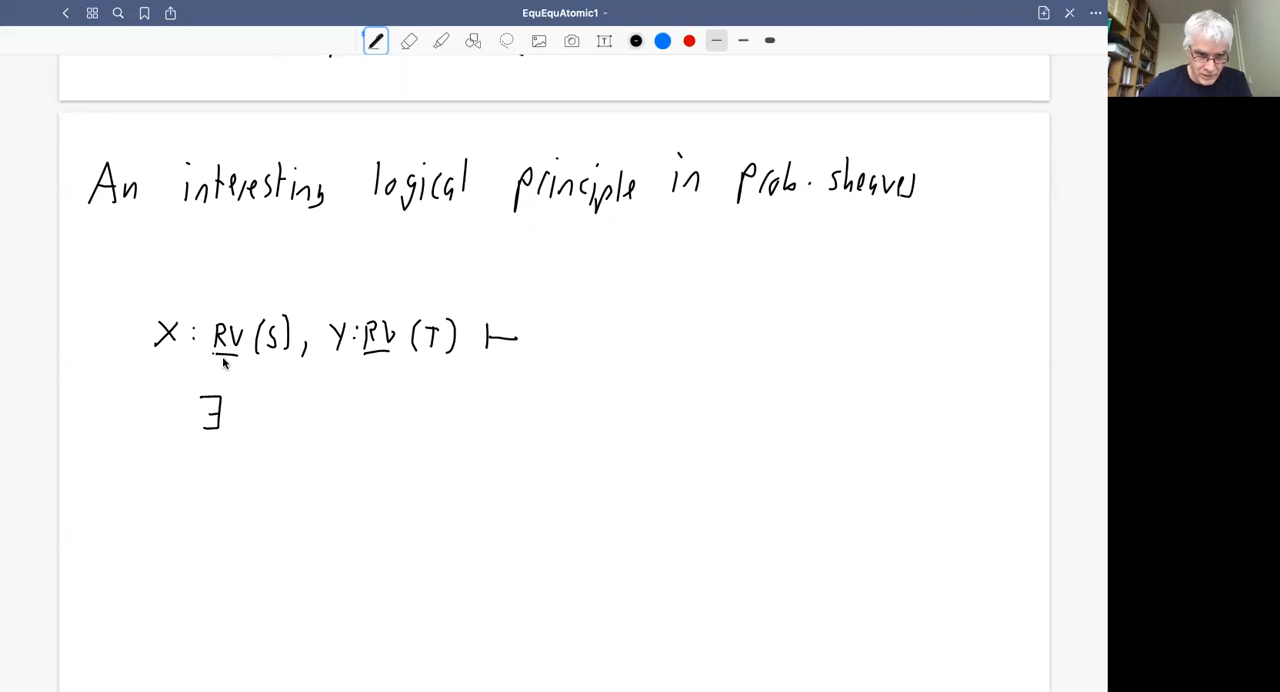 EquEquAtomic1
An interesting logical principle in prob. sheaves
X : RV (S), Y : RV (T) ⊢
∃